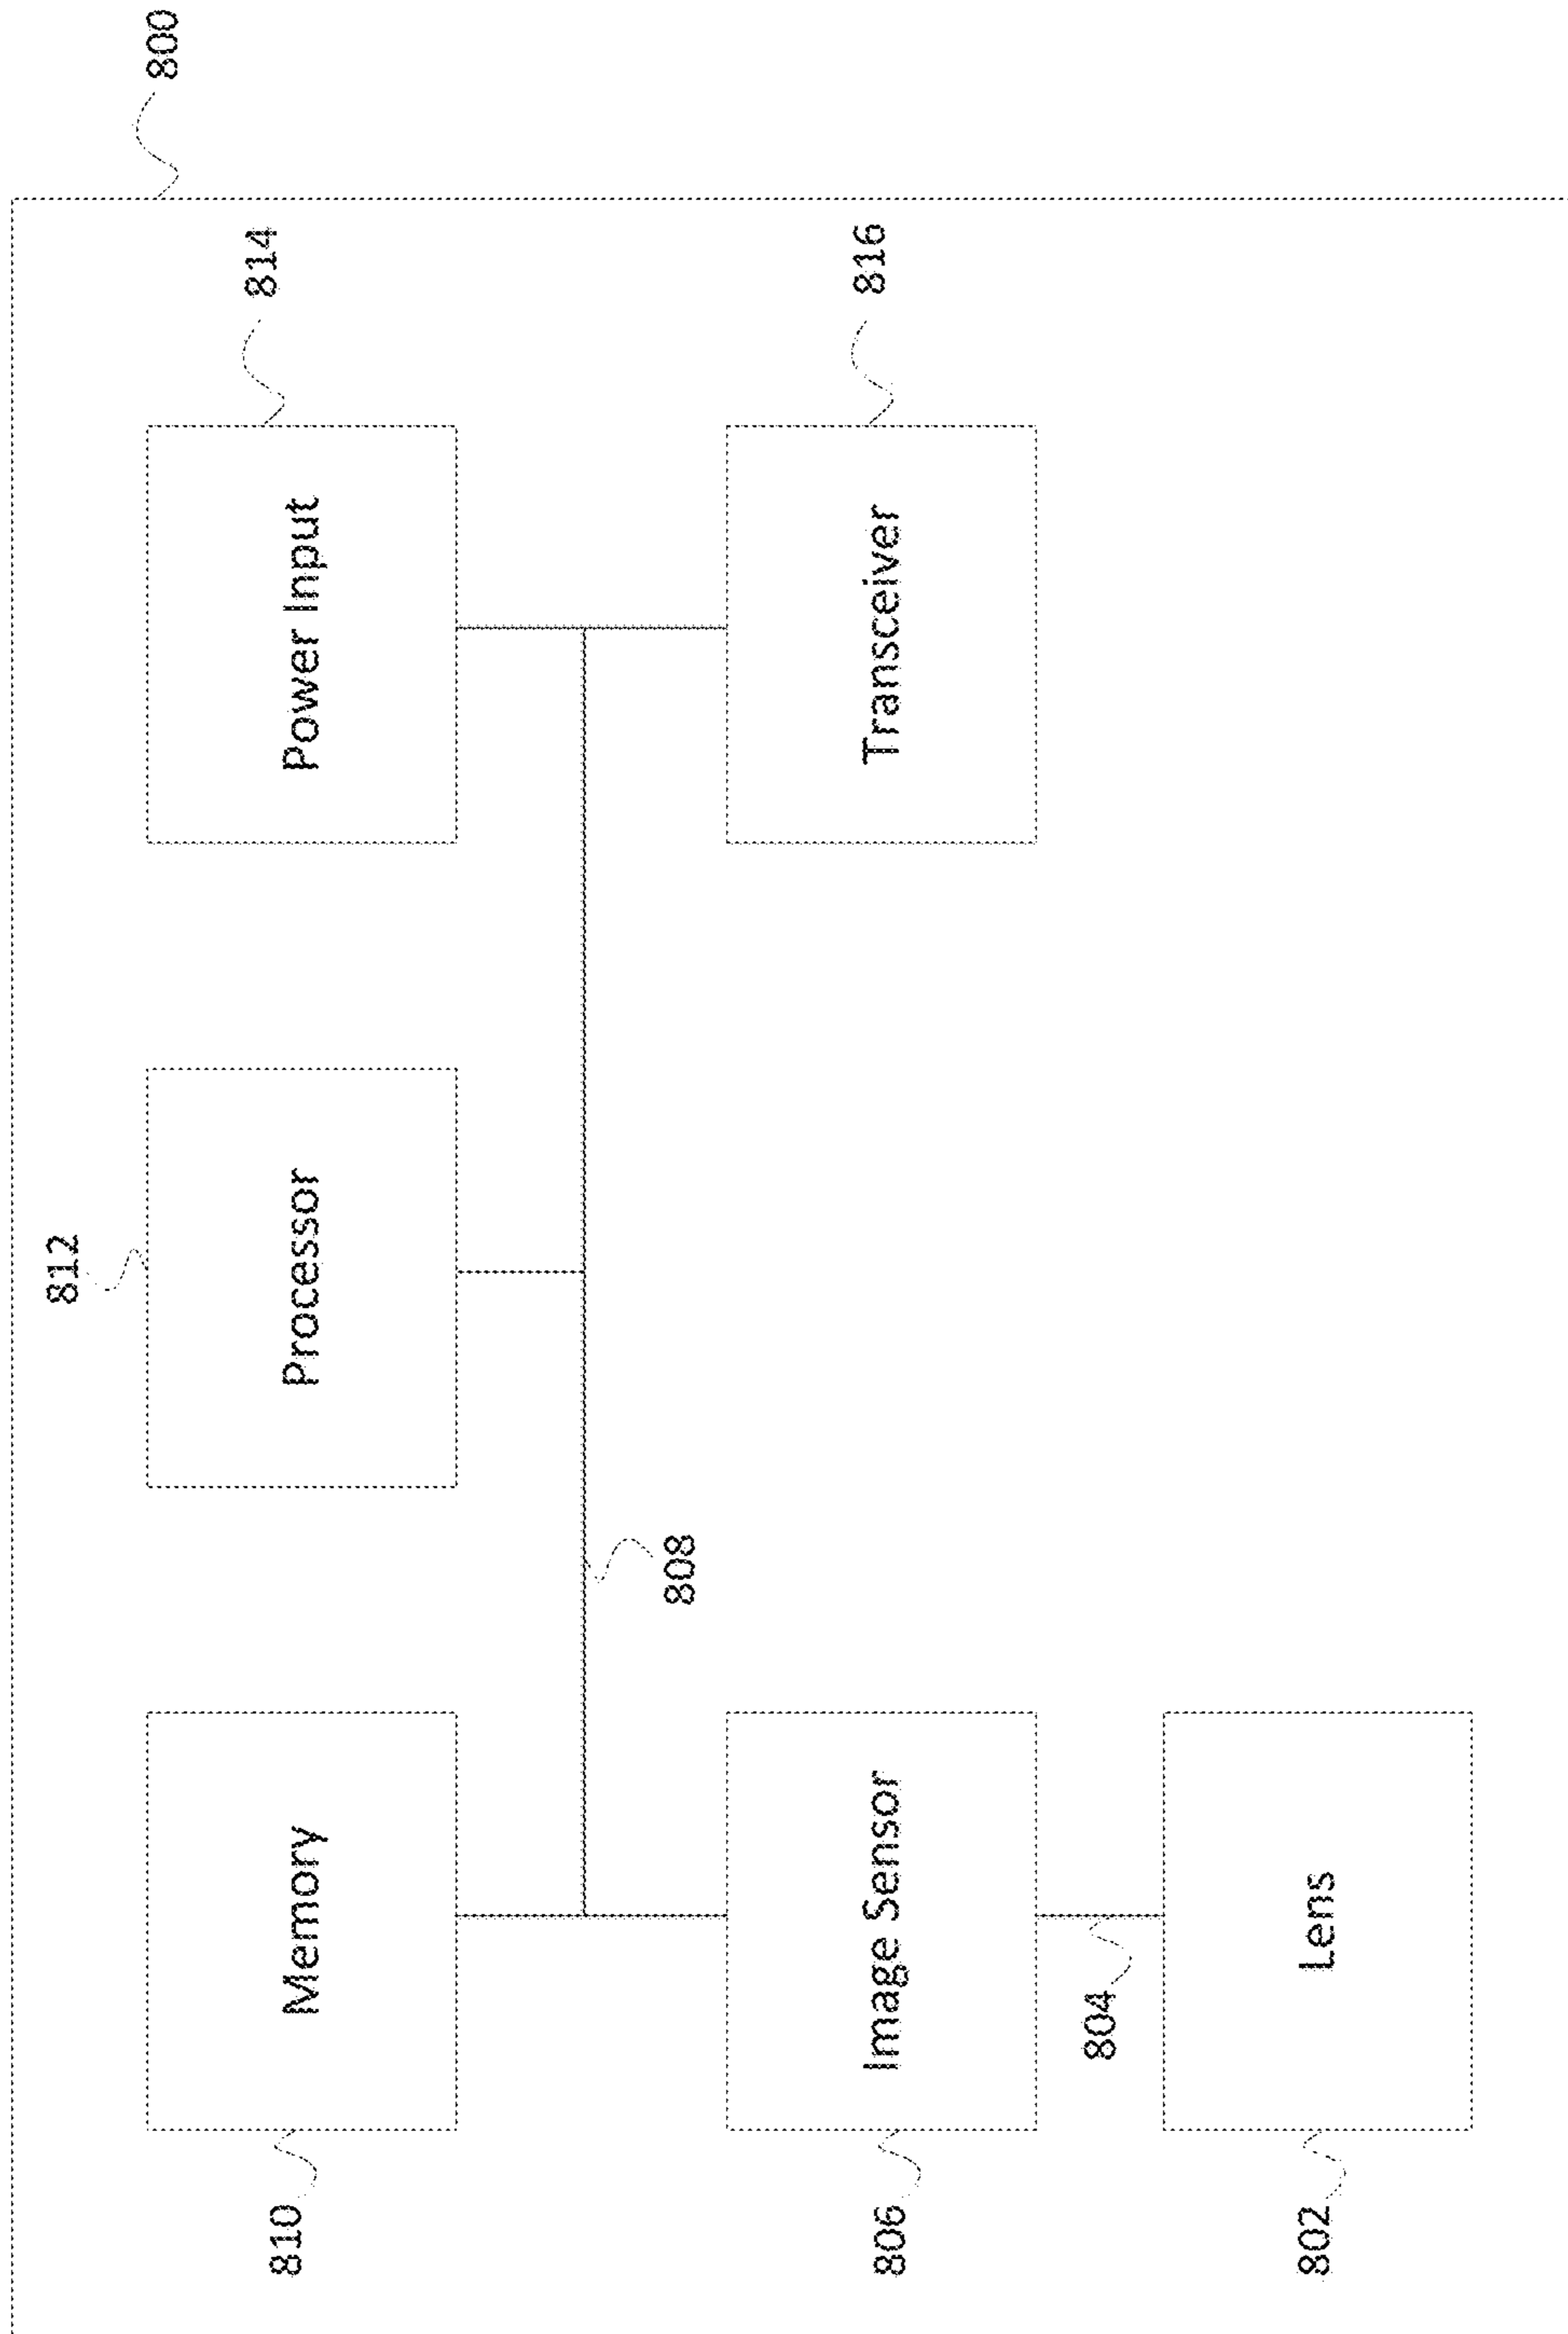 800
812
810
Memory
Processor
Power Input
814
808
806
Image Sensor
Transceiver
816
804
802
Lens